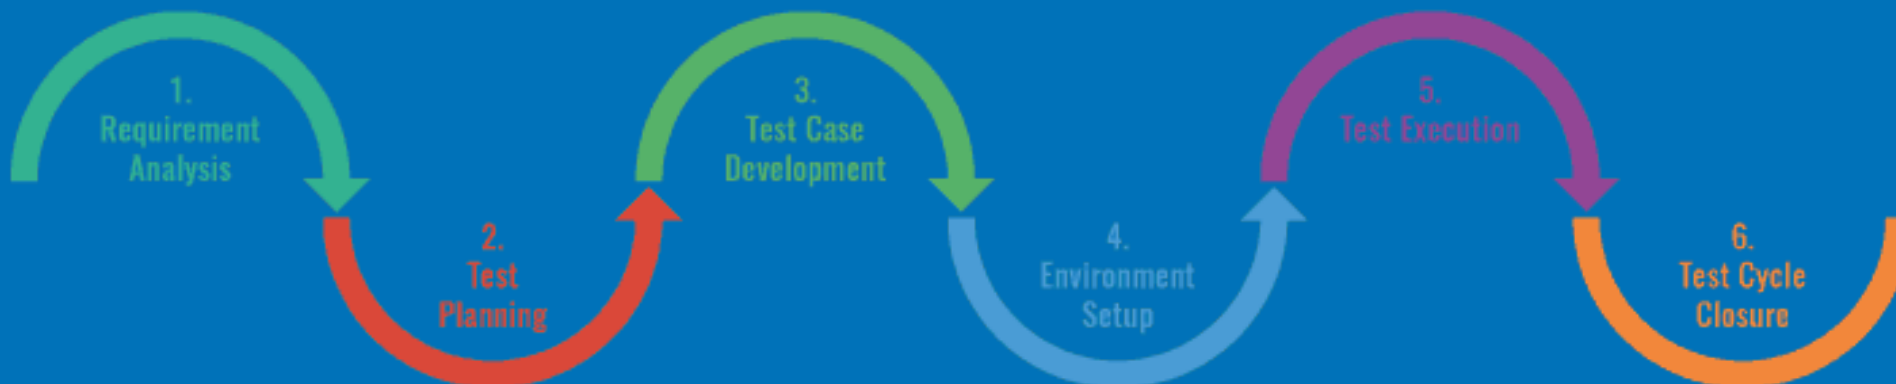 1.
Requirement
Analysis
2.
Test
Planning
3.
Test Case
Development
4.
Environment
Setup
5.
Test Execution
6.
Test Cycle
Closure